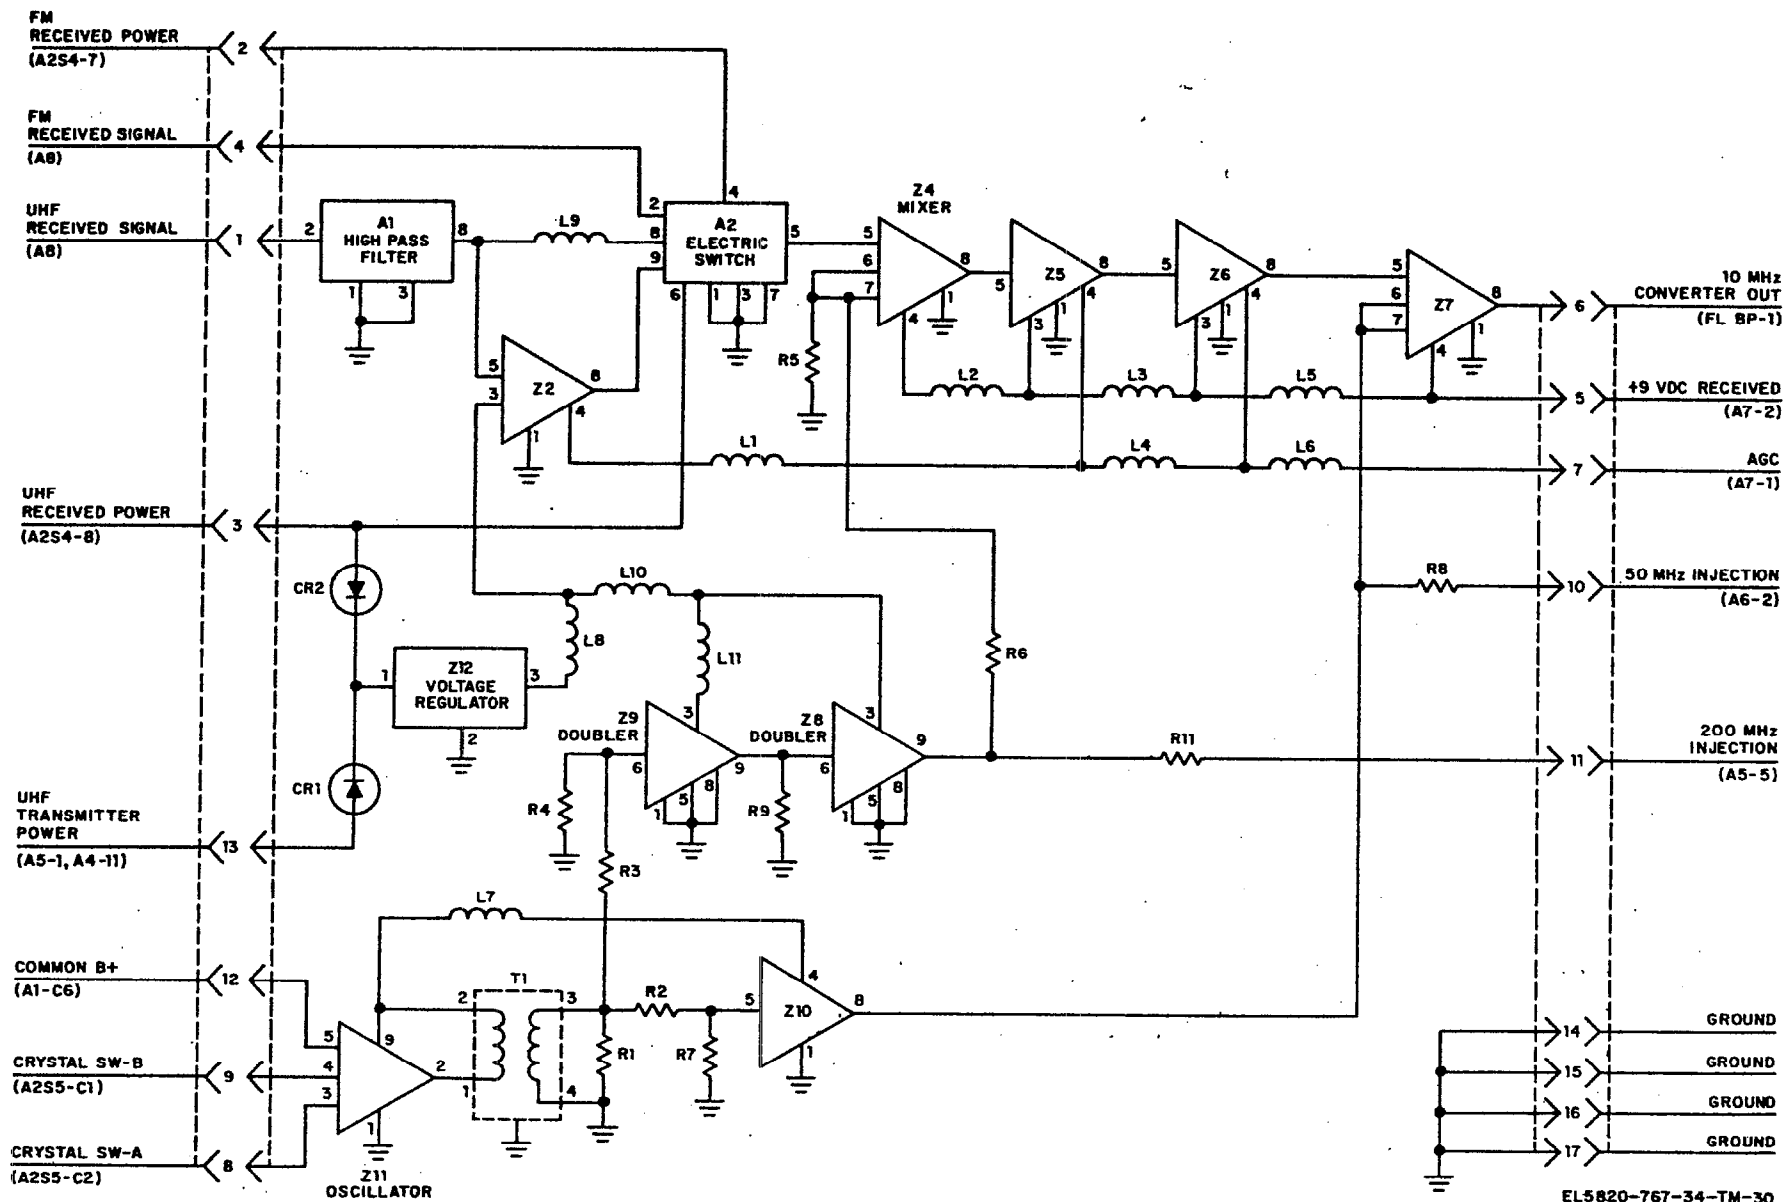 FM
RECEIVED POWER
(A2S4-7)
2
FM
RECEIVED SIGNAL
(A8)
4
UHF
RECEIVED SIGNAL
(A8)
1
2
A1
HIGH PASS
FILTER
8
1
3
L9
4
2
8
9
A2
ELECTRIC
SWITCH
5
6
1
3
7
Z4
MIXER
5
6
7
8
1
4
R5
Z5
5
8
1
4
3
Z6
5
8
1
4
3
Z7
5
6
7
8
1
4
6
10 MHz
CONVERTER OUT
(FL BP-1)
L2
L3
L5
5
+9 VDC RECEIVED
(A7-2)
Z2
5
3
8
4
1
L1
L4
L6
7
AGC
(A7-1)
UHF
RECEIVED POWER
(A2S4-8)
3
CR2
L10
L8
L11
R6
R8
10
50 MHz INJECTION
(A6-2)
1
Z12
VOLTAGE
REGULATOR
3
2
CR1
Z9
DOUBLER
6
3
9
1
5
8
R4
Z8
DOUBLER
6
3
9
1
5
8
R9
R11
11
200 MHz
INJECTION
(A5-5)
UHF
TRANSMITTER
POWER
(A5-1, A4-11)
13
R3
L7
COMMON B+
(A1-C6)
12
CRYSTAL SW-B
(A2S5-C1)
9
CRYSTAL SW-A
(A2S5-C2)
8
5
4
3
9
2
1
Z11
OSCILLATOR
T1
2
3
1
4
R2
R1
R7
5
Z10
4
8
1
14
GROUND
15
GROUND
16
GROUND
17
GROUND
EL5820-767-34-TM-30